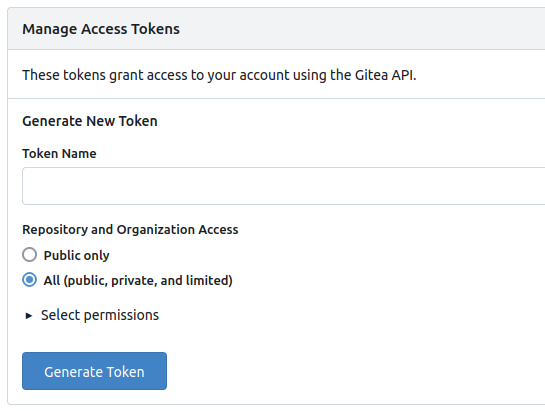 Manage Access Tokens
These tokens grant access to your account using the Gitea API.
Generate New Token
Token Name
Repository and Organization Access
Public only
All (public, private, and limited)
Select permissions
Generate Token